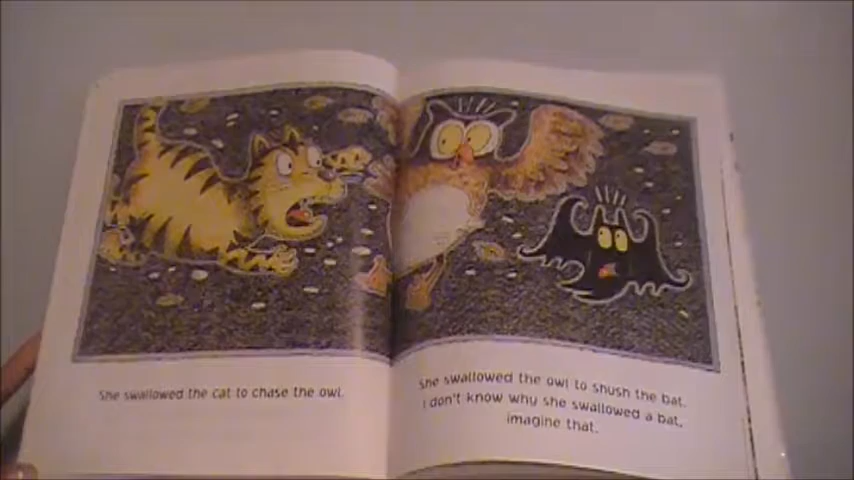 She swallowed the cat to chase the owl.
She swallowed the owl to shush the bat.
I don't know why she swallowed a bat,
imagine that.